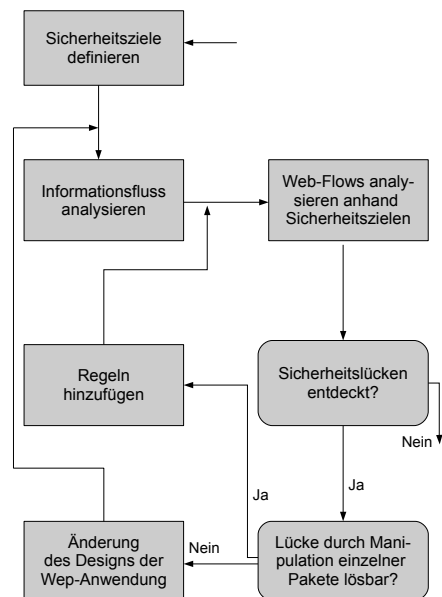 Sicherheitsziele
definieren
Informationsfluss
analysieren
Web-Flows analy-
sieren anhand
Sicherheitszielen
Regeln
hinzufügen
Sicherheitslücken
entdeckt?
Nein
Ja
Ja
Änderung
des Designs der
Wep-Anwendung
Nein
Lücke durch Mani-
pulation einzelner
Pakete lösbar?